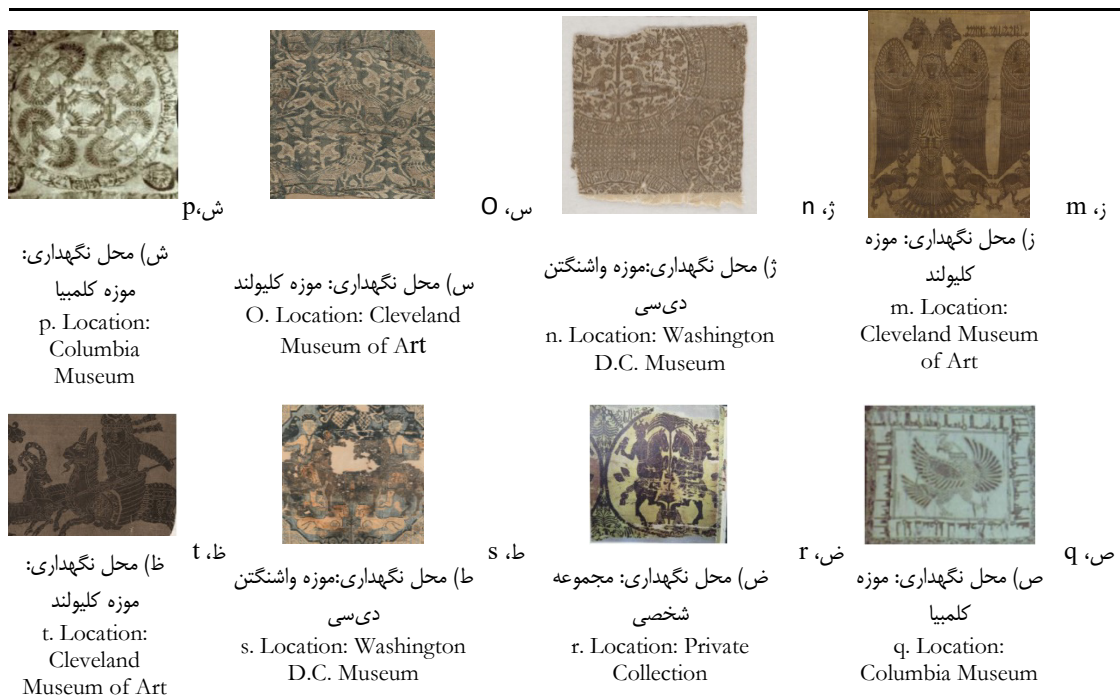 ز، m
ز) محل نگهداری: موزه
کلیولند
m. Location:
Cleveland Museum
of Art
ژ، n
ژ) محل نگهداری:موزه واشنگتن
دی‌سی
n. Location: Washington
D.C. Museum
س، O
س) محل نگهداری: موزه کلیولند
O. Location: Cleveland
Museum of Art
ش،p
ش) محل نگهداری:
موزه کلمبیا
p. Location:
Columbia
Museum
ص، q
ص) محل نگهداری: موزه
کلمبیا
q. Location:
Columbia Museum
ض، r
ض) محل نگهداری: مجموعه
شخصی
r. Location: Private
Collection
ط، s
ط) محل نگهداری:موزه واشنگتن
دی‌سی
s. Location: Washington
D.C. Museum
ظ، t
ظ) محل نگهداری:
موزه کلیولند
t. Location:
Cleveland
Museum of Art